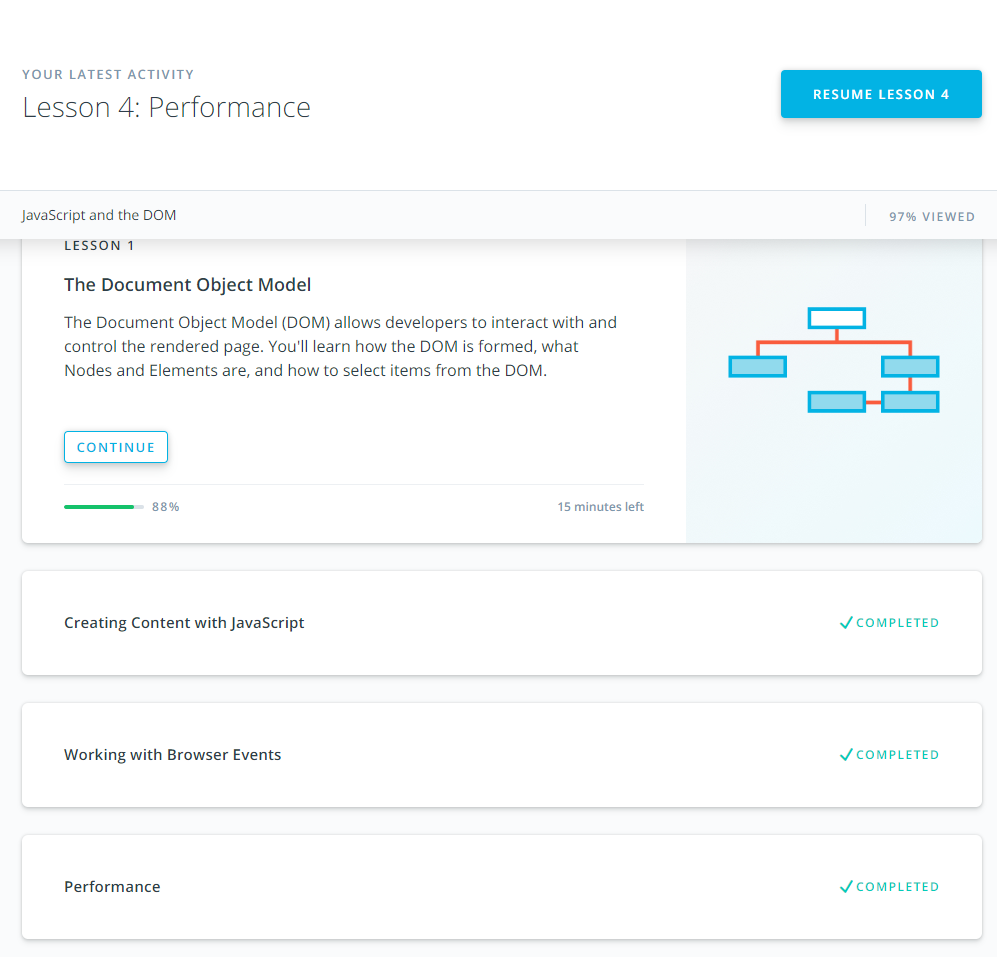 YOUR LATEST ACTIVITY
Lesson 4: Performance
RESUME LESSON 4
JavaScript and the DOM
97% VIEWED
LESSON 1
The Document Object Model
The Document Object Model (DOM) allows developers to interact with and
control the rendered page. You'll learn how the DOM is formed, what
Nodes and Elements are, and how to select items from the DOM.
CONTINUE
88%
15 minutes left
Creating Content with JavaScript
COMPLETED
Working with Browser Events
COMPLETED
Performance
COMPLETED